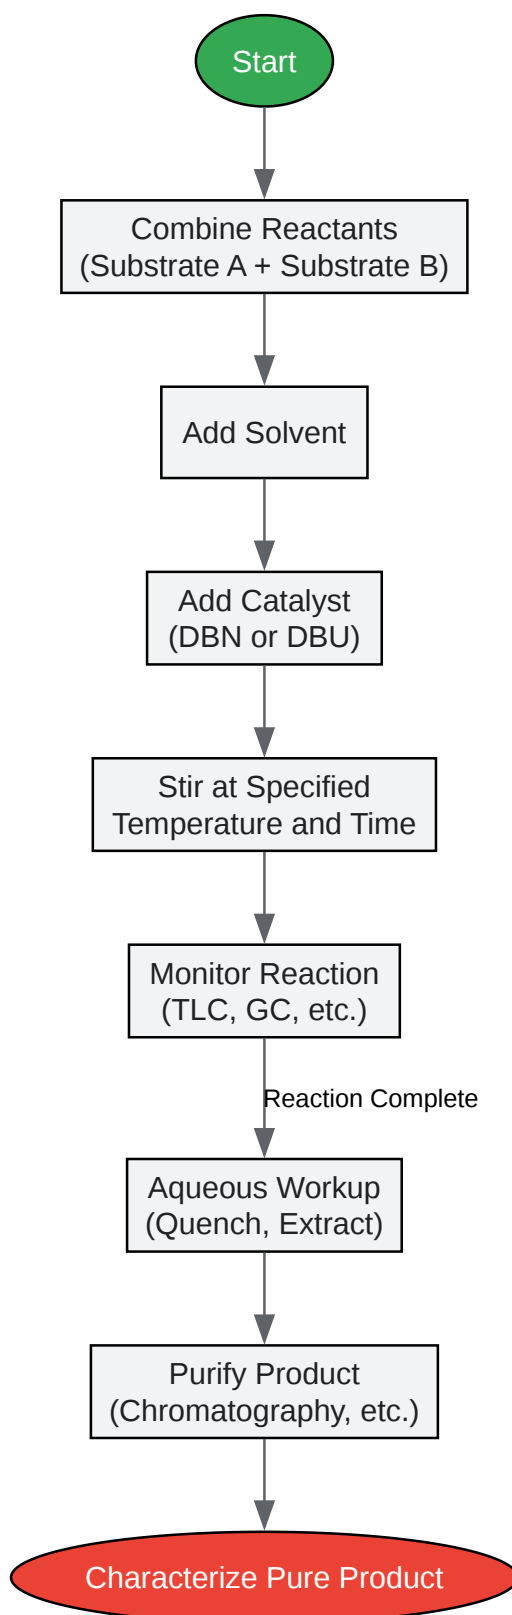 Start
Combine Reactants
(Substrate A + Substrate B)
Add Solvent
Add Catalyst
(DBN or DBU)
Stir at Specified
Temperature and Time
Monitor Reaction
(TLC, GC, etc.)
Reaction Complete
Aqueous Workup
(Quench, Extract)
Purify Product
(Chromatography, etc.)
Characterize Pure Product